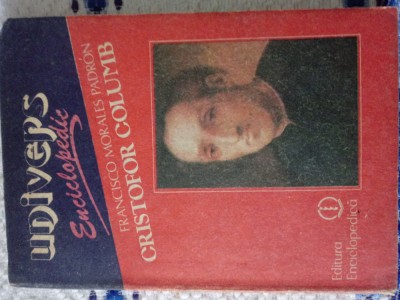 univers
Enciclopedic
FRANCISCO MORALES PADRÓN
CRISTOFOR COLUMB
Editura
Enciclopedică